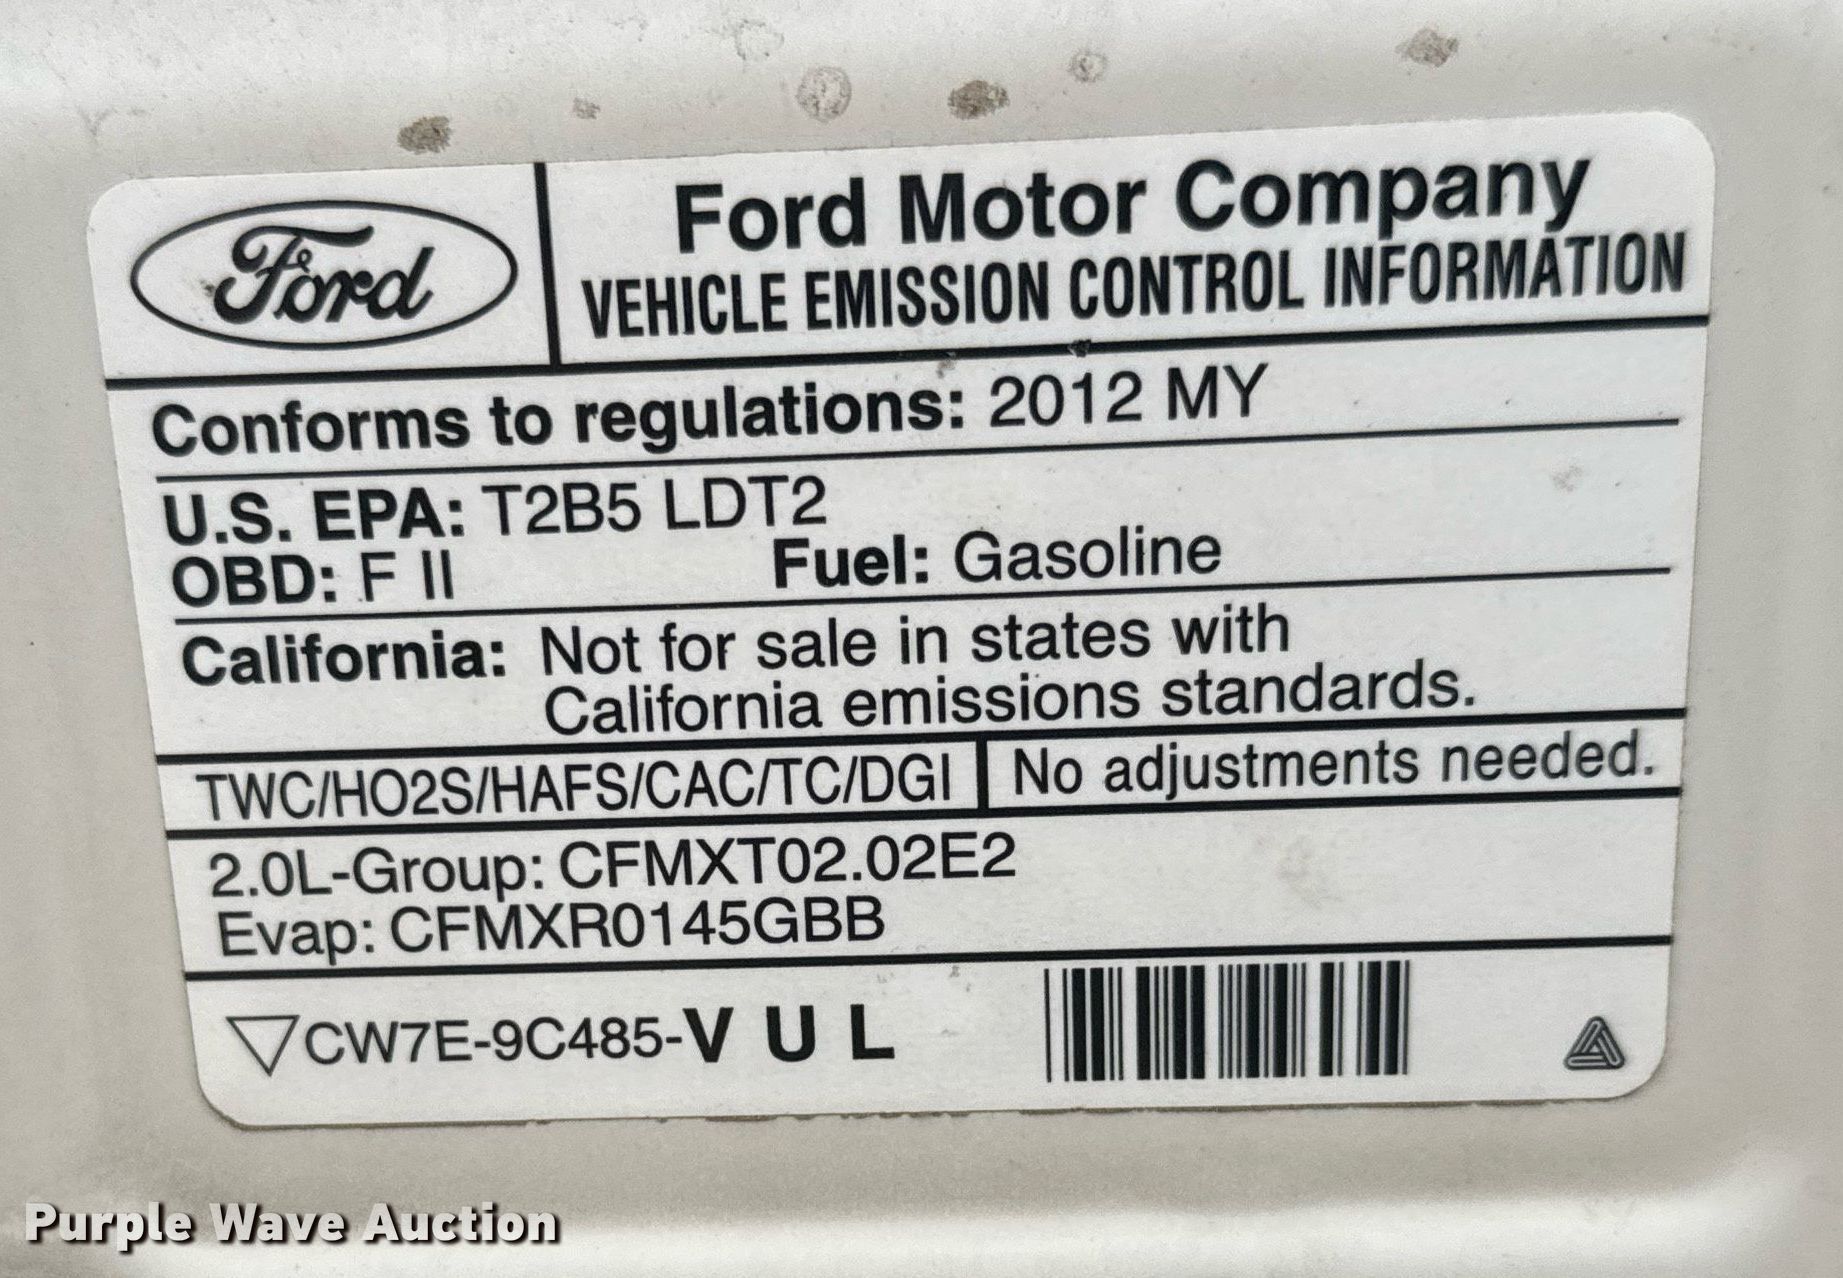 Ford
Ford Motor Company
VEHICLE EMISSION CONTROL INFORMATION
Conforms to regulations: 2012 MY
U.S. EPA: T2B5 LDT2
OBD: F II Fuel: Gasoline
California: Not for sale in states with
California emissions standards.
TWC/HO2S/HAFS/CAC/TC/DGI No adjustments needed.
2.0L-Group: CFMXT02.02E2
Evap: CFMXR0145GBB
CW7E-9C485-V U L
Purple Wave Auction